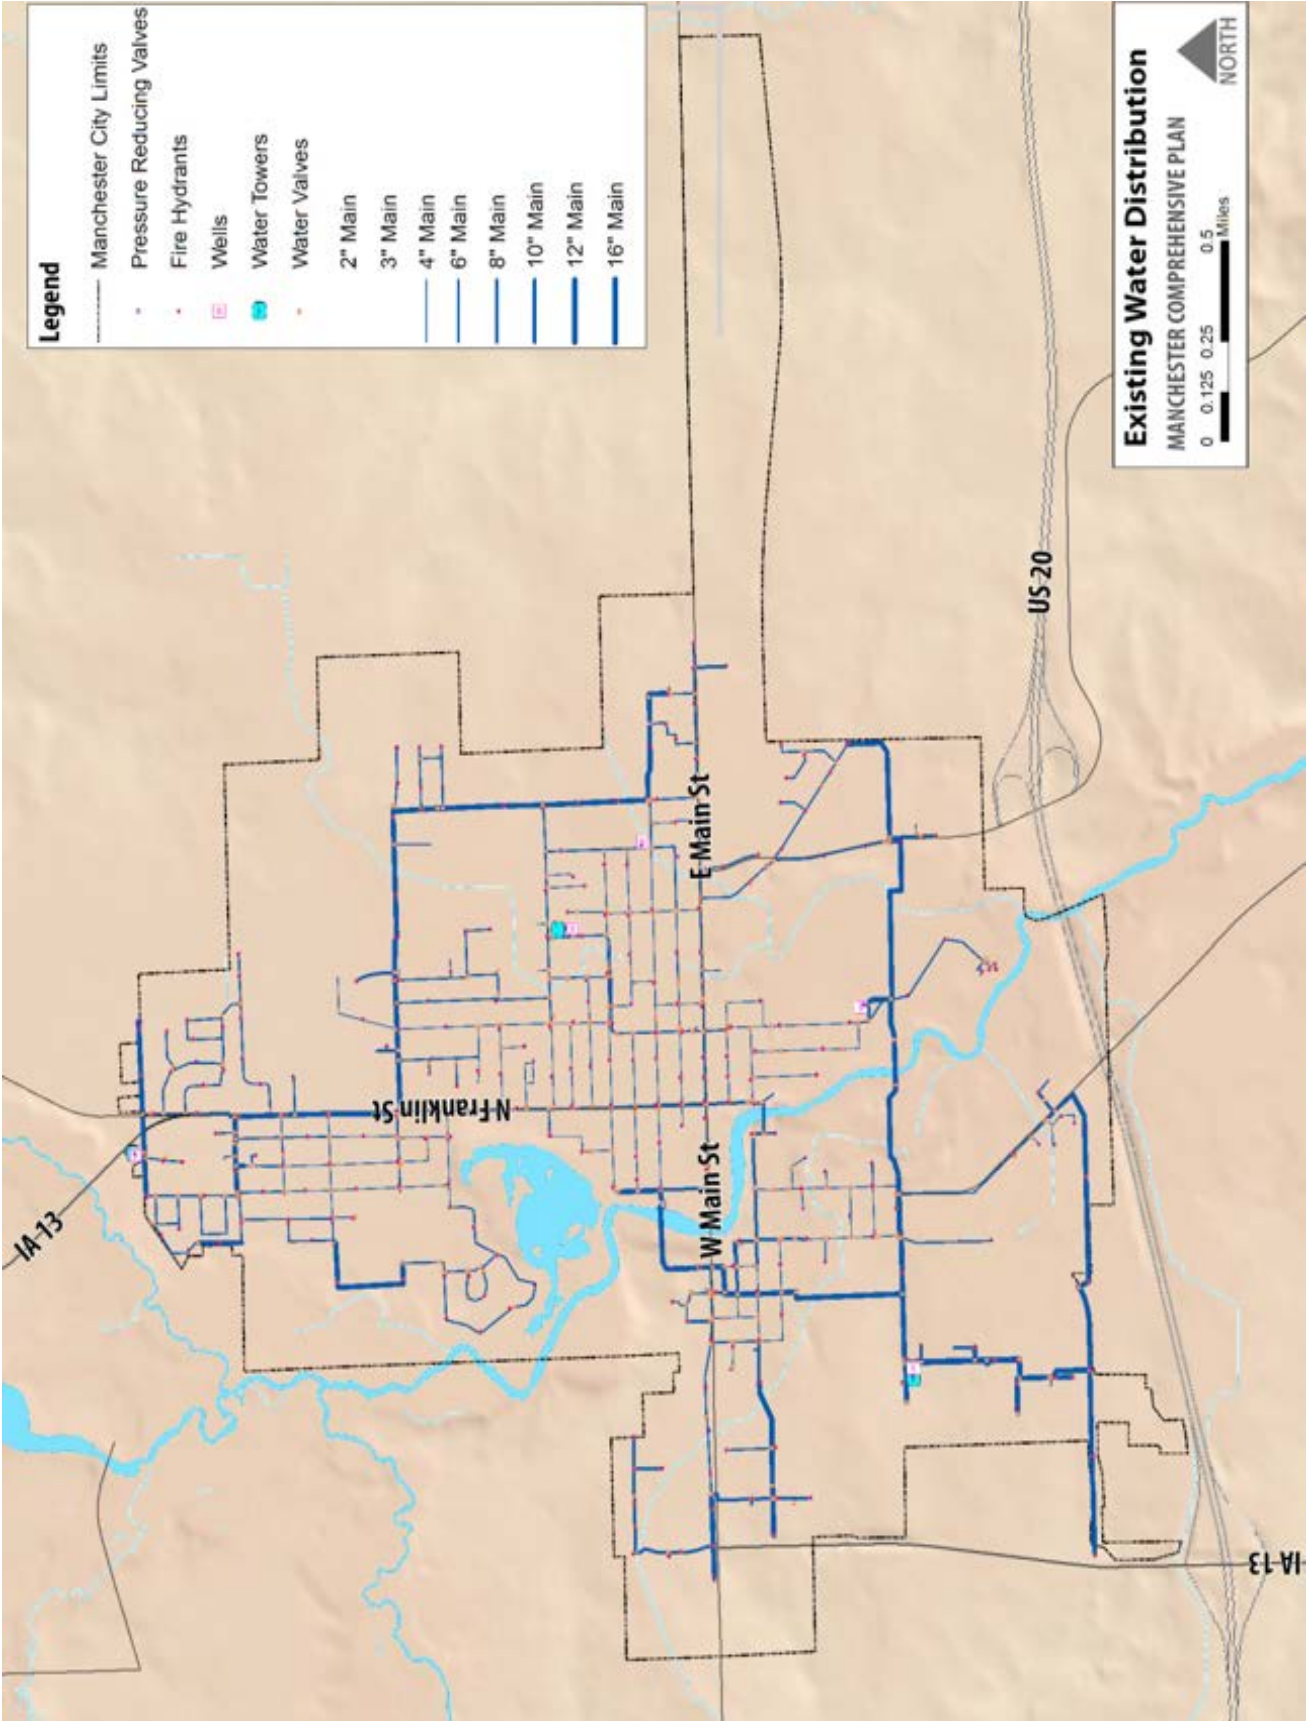 Legend
Manchester City Limits
Pressure Reducing Valves
Fire Hydrants
Wells
Water Towers
Water Valves
2" Main
3" Main
4" Main
6" Main
8" Main
10" Main
12" Main
16" Main
IA-13
N Franklin St
E Main St
W Main St
US 20
IA 13
Existing Water Distribution
MANCHESTER COMPREHENSIVE PLAN
0 0.125 0.25 0.5
Miles
NORTH